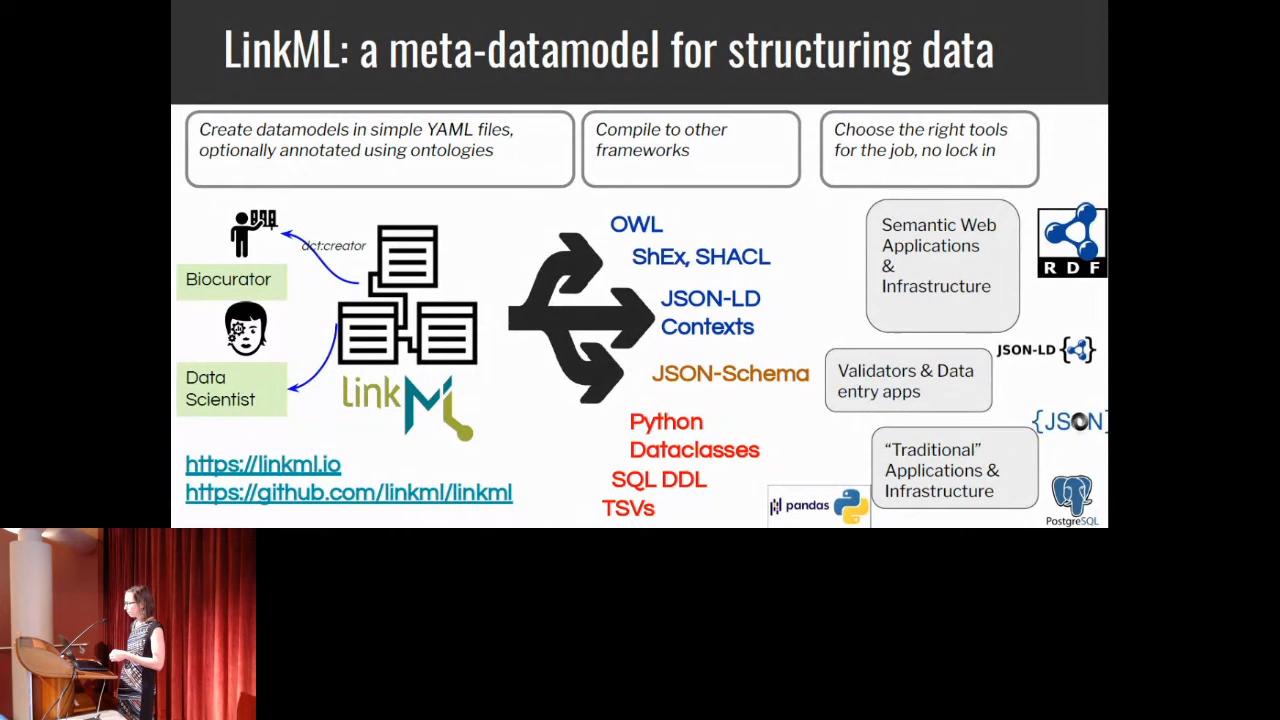 LinkML: a meta-datamodel for structuring data
Create datamodels in simple YAML files,
optionally annotated using ontologies
Compile to other
frameworks
Choose the right tools
for the job, no lock in
dct:creator
Biocurator
Data
Scientist
linkML
https://linkml.io
https://github.com/linkml/linkml
OWL
ShEx, SHACL
JSON-LD
Contexts
JSON-Schema
Python
Dataclasses
SQL DDL
TSVs
Semantic Web
Applications
&
Infrastructure
RDF
JSON-LD
Validators & Data
entry apps
{JSON}
"Traditional"
Applications &
Infrastructure
pandas
PostgreSQL